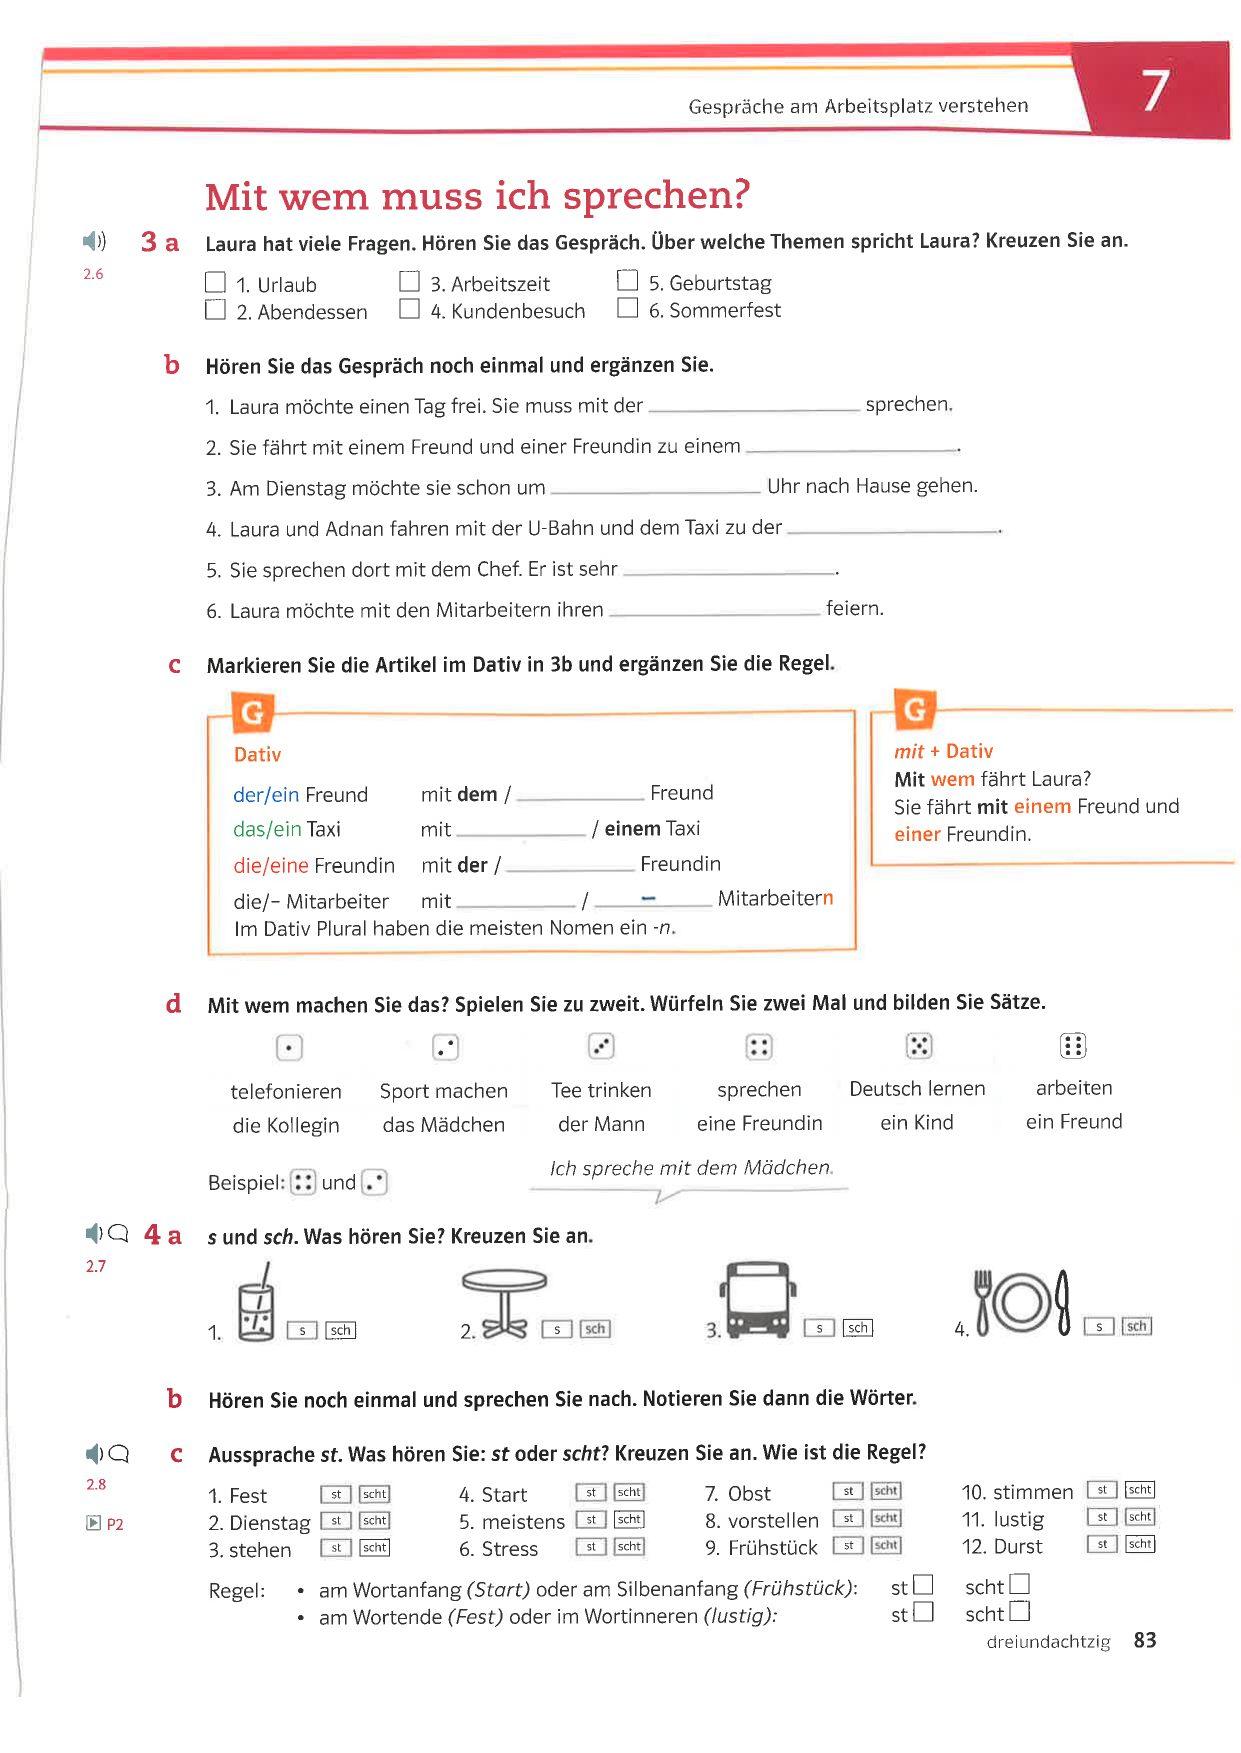 Gespräche am Arbeitsplatz verstehen
7
Mit wem muss ich sprechen?
3 a Laura hat viele Fragen. Hören Sie das Gespräch. Über welche Themen spricht Laura? Kreuzen Sie an.
2.6
1. Urlaub 3. Arbeitszeit 5. Geburtstag
2. Abendessen 4. Kundenbesuch 6. Sommerfest
b Hören Sie das Gespräch noch einmal und ergänzen Sie.
1. Laura möchte einen Tag frei. Sie muss mit der ____ sprechen.
2. Sie fährt mit einem Freund und einer Freundin zu einem ____.
3. Am Dienstag möchte sie schon um ____ Uhr nach Hause gehen.
4. Laura und Adnan fahren mit der U-Bahn und dem Taxi zu der ____.
5. Sie sprechen dort mit dem Chef. Er ist sehr ____.
6. Laura möchte mit den Mitarbeitern ihren ____ feiern.
c Markieren Sie die Artikel im Dativ in 3b und ergänzen Sie die Regel.
G
Dativ
der/ein Freund mit dem / ____ Freund
das/ein Taxi mit ____ / einem Taxi
die/eine Freundin mit der / ____ Freundin
die/– Mitarbeiter mit ____ / – Mitarbeitern
Im Dativ Plural haben die meisten Nomen ein -n.
G
mit + Dativ
Mit wem fährt Laura?
Sie fährt mit einem Freund und
einer Freundin.
d Mit wem machen Sie das? Spielen Sie zu zweit. Würfeln Sie zwei Mal und bilden Sie Sätze.
telefonieren Sport machen Tee trinken sprechen Deutsch lernen arbeiten
die Kollegin das Mädchen der Mann eine Freundin ein Kind ein Freund
Beispiel: und
Ich spreche mit dem Mädchen.
4 a s und sch. Was hören Sie? Kreuzen Sie an.
2.7
1. s sch 2. s sch 3. s sch 4. s sch
b Hören Sie noch einmal und sprechen Sie nach. Notieren Sie dann die Wörter.
c Aussprache st. Was hören Sie: st oder scht? Kreuzen Sie an. Wie ist die Regel?
2.8
P2
1. Fest st scht 4. Start st scht 7. Obst st scht 10. stimmen st scht
2. Dienstag st scht 5. meistens st scht 8. vorstellen st scht 11. lustig st scht
3. stehen st scht 6. Stress st scht 9. Frühstück st scht 12. Durst st scht
Regel: • am Wortanfang (Start) oder am Silbenanfang (Frühstück): st scht
• am Wortende (Fest) oder im Wortinneren (lustig): st scht
dreiundachtzig 83